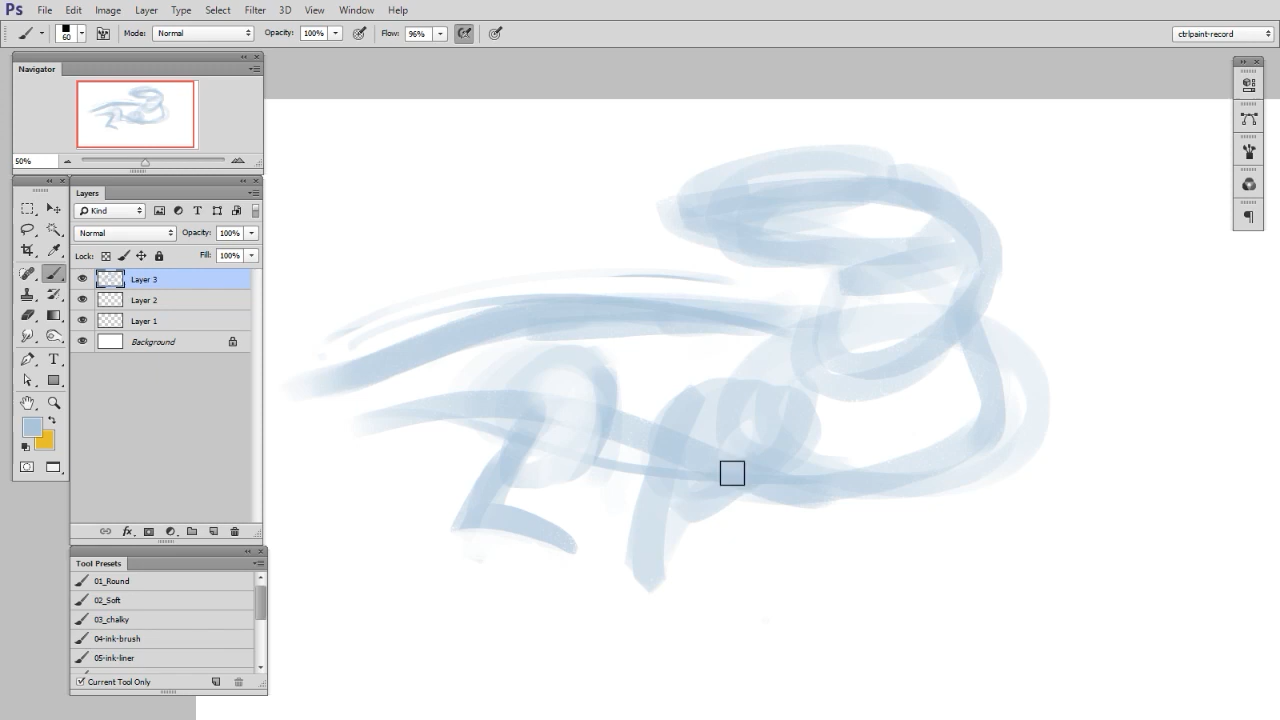 Ps File Edit Image Layer Type Select Filter 3D View Window Help
60 Mode: Normal Opacity: 100% Flow: 96% ctrlpaint-record
Navigator
50%
Layers
Kind T
Normal Opacity: 100%
Lock: Fill: 100%
Layer 3
Layer 2
Layer 1
Background
T
fx
Tool Presets
01_Round
02_Soft
03_chalky
04-ink-brush
05-ink-liner
Current Tool Only